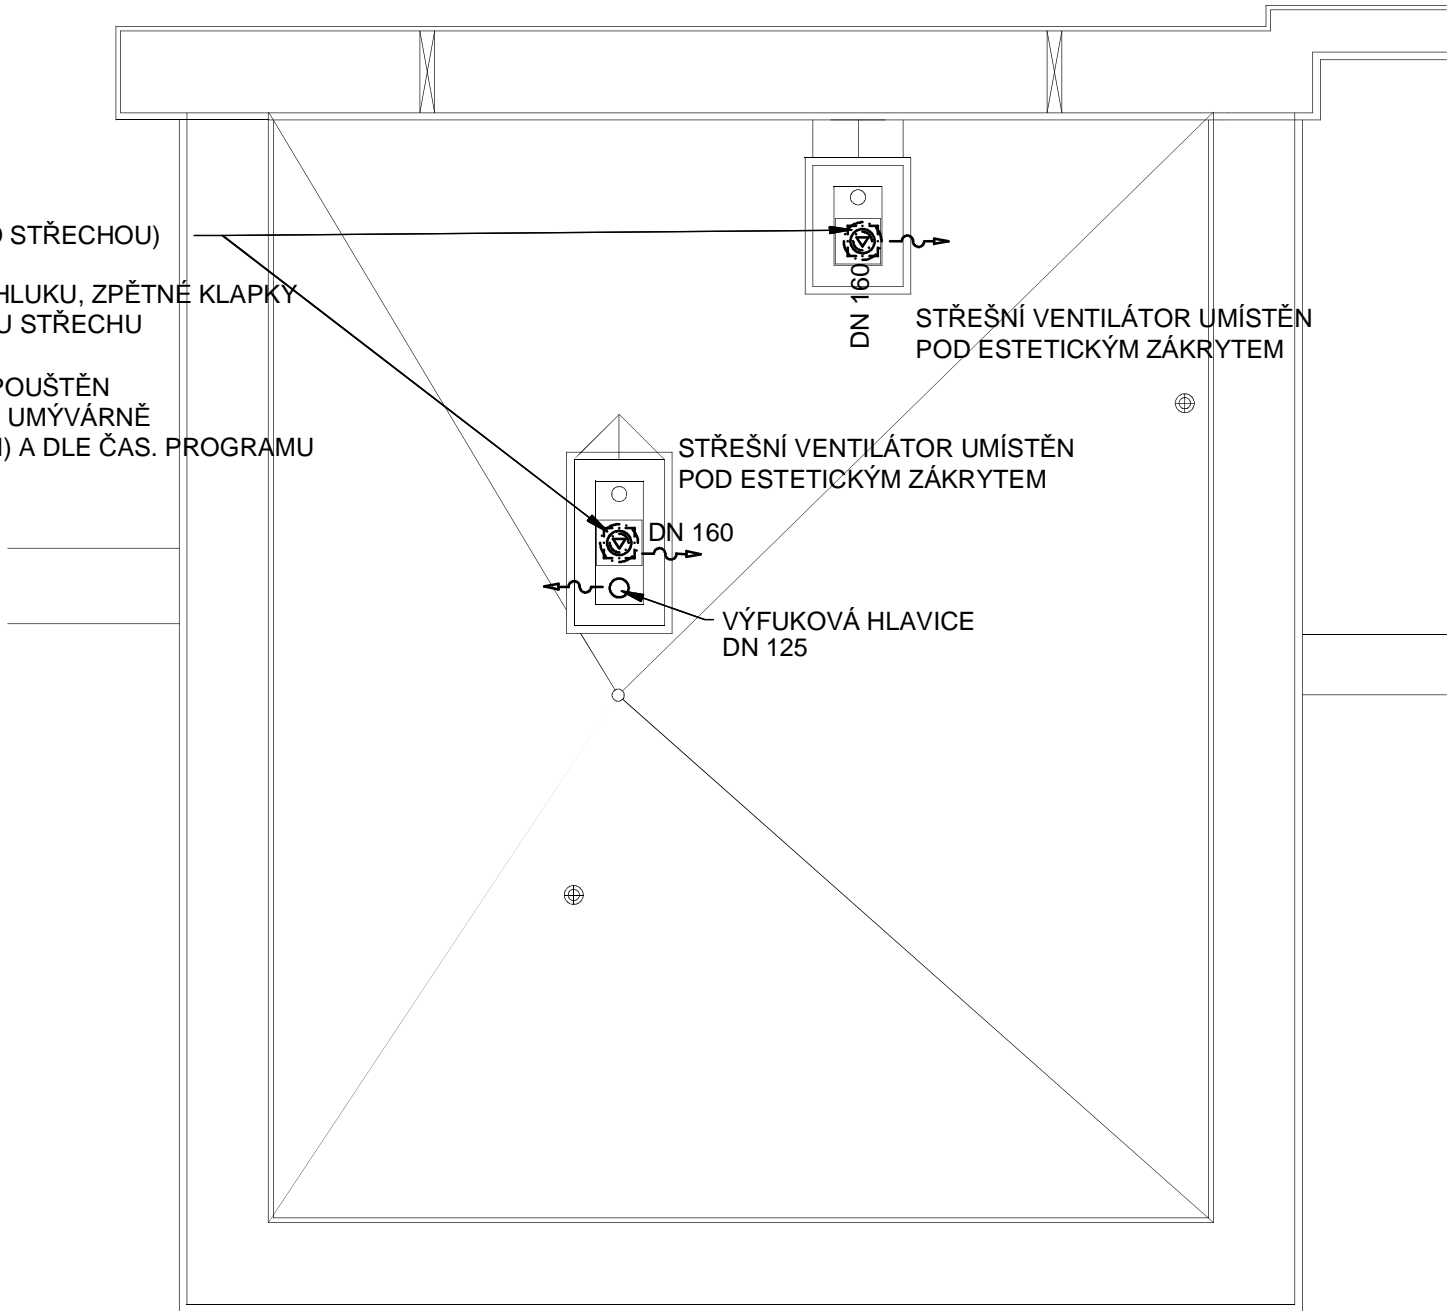 STŘECHOU)
HLUKU, ZPĚTNÉ KLAPKY
STŘECHU
UMÝVÁRNĚ
A DLE ČAS. PROGRAMU
DN 160
STŘEŠNÍ VENTILÁTOR UMÍSTĚN
POD ESTETICKÝM ZÁKRYTEM
STŘEŠNÍ VENTILÁTOR UMÍSTĚN
POD ESTETICKÝM ZÁKRYTEM
DN 160
VÝFUKOVÁ HLAVICE
DN 125